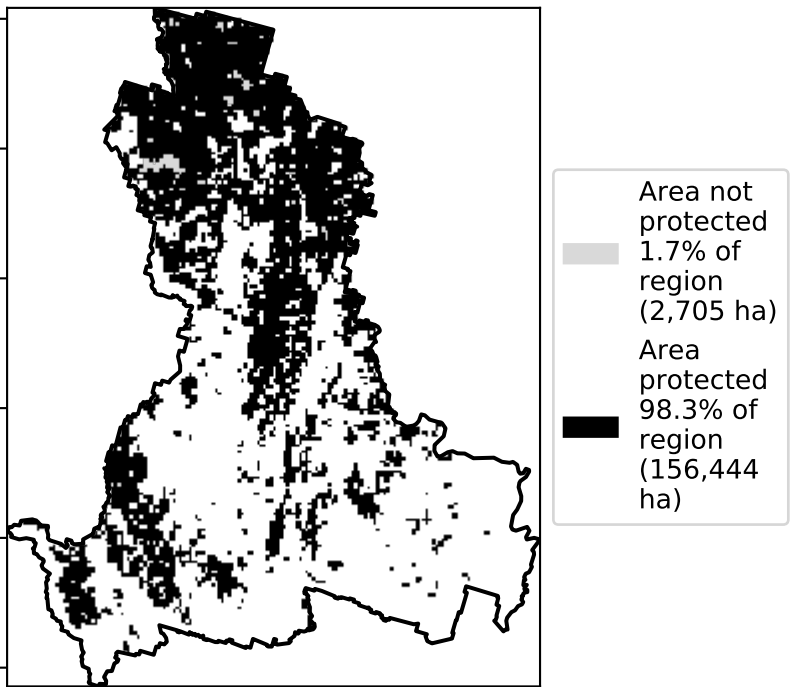 Area not
protected
1.7% of
region
(2,705 ha)
Area
protected
98.3% of
region
(156,444
ha)